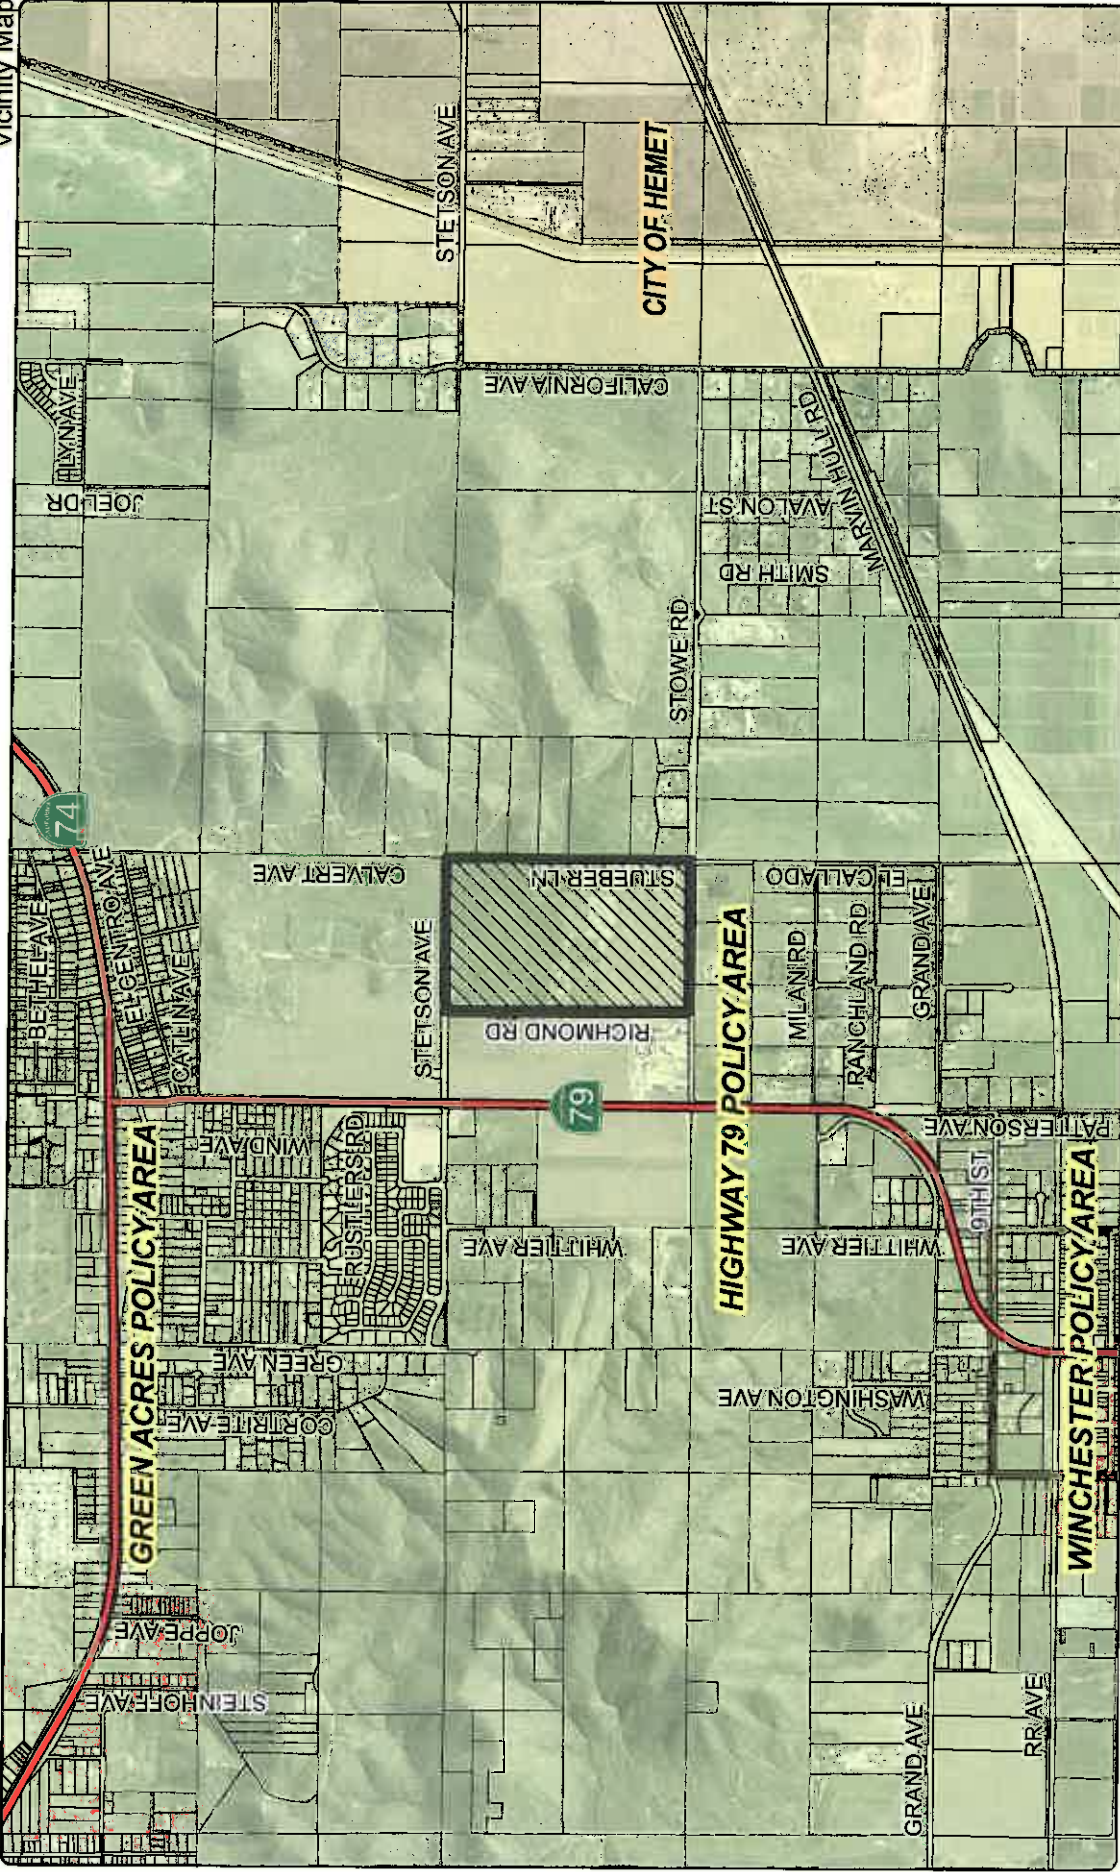 Vicinity Map
STETSON AVE
CITY OF HEMET
LYN AVE
JOEL DR
CALIFORNIA AVE
MARVIN HULL RD
AVALON ST
SMITH RD
STOWE RD
CALIFORNIA
74
BETHEL AVE
EL CENTRO AVE
CATLIN AVE
CALVERT AVE
STUEBER LN
EL CALLADO
STETSON AVE
RICHMOND RD
MILAN RD
RANCHLAND RD
GRAND AVE
79
HIGHWAY 79 POLICY AREA
GREEN ACRES POLICY AREA
WIND AVE
RUSTLERS RD
PATTERSON AVE
9TH ST
WHITTIER AVE
WHITTIER AVE
WINCHESTER POLICY AREA
GREEN AVE
CORTRITE AVE
WASHINGTON AVE
JOPPE AVE
STEINHOFF AVE
GRAND AVE
RR AVE